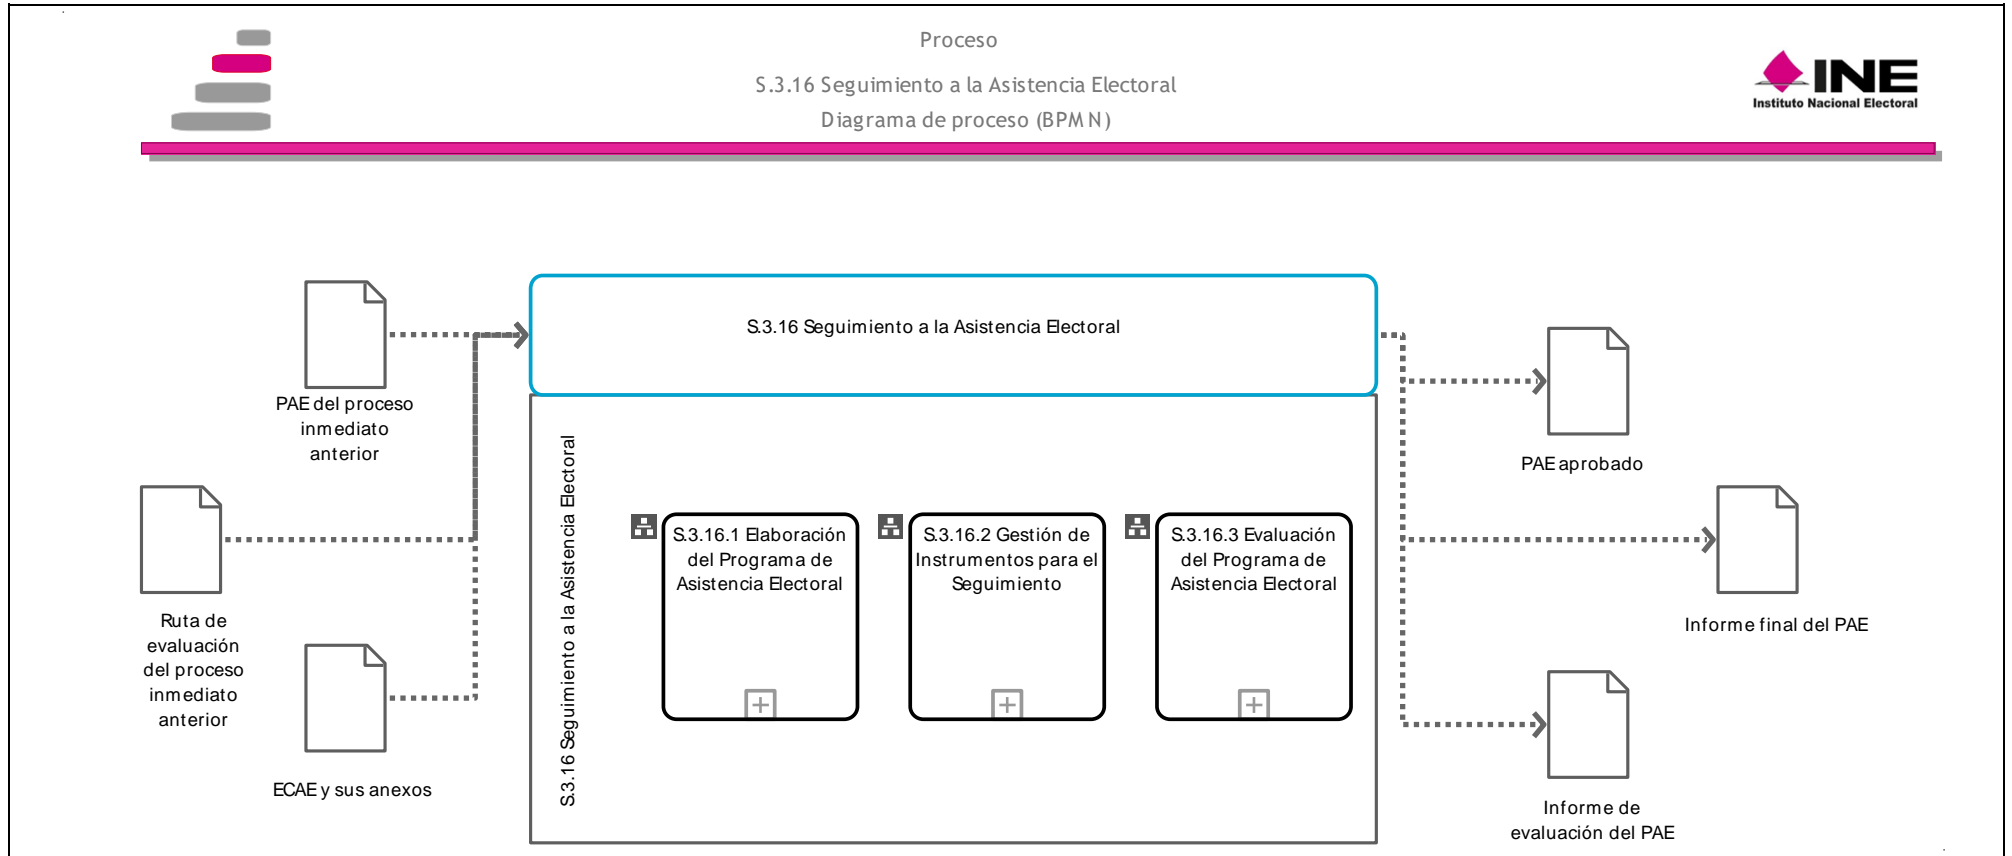 Proceso
S.3.16 Seguimiento a la Asistencia Electoral
Diagrama de proceso (BPMN)
INE
Instituto Nacional Electoral
S.3.16 Seguimiento a la Asistencia Electoral
PAE del proceso
inmediato
anterior
Ruta de
evaluación
del proceso
inmediato
anterior
ECAE y sus anexos
S.3.16 Seguimiento a la Asistencia Electoral
S.3.16.1 Elaboración
del Programa de
Asistencia Electoral
S.3.16.2 Gestión de
Instrumentos para el
Seguimiento
S.3.16.3 Evaluación
del Programa de
Asistencia Electoral
PAE aprobado
Informe final del PAE
Informe de
evaluación del PAE